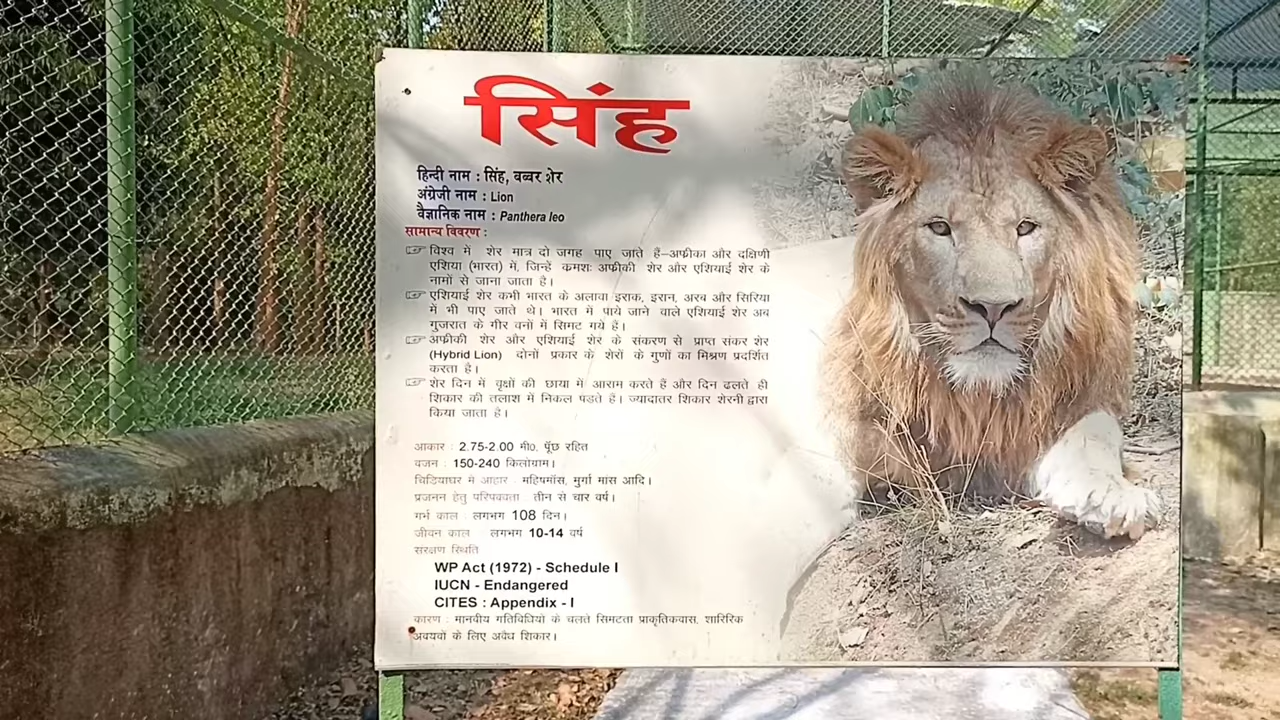 सिंह
हिन्दी नाम : सिंह, बव्वर शेर
अंग्रेजी नाम : Lion
वैज्ञानिक नाम : Panthera leo
सामान्य विवरण :
विश्व में शेर मात्र दो जगह पाए जाते हैं–अफ्रीका और दक्षिणी
एशिया (भारत) में, जिन्हें क्रमशः अफ्रीकी शेर और एशियाई शेर के
नामों से जाना जाता है।
एशियाई शेर कभी भारत के अलावा इराक, इरान, अरब और सिरिया
में भी पाए जाते थे। भारत में पाये जाने वाले एशियाई शेर अब
गुजरात के गीर वनों में सिमट गये हैं।
अफ्रीकी शेर और एशियाई शेर के संकरण से प्राप्त संकर शेर
(Hybrid Lion) दोनों प्रकार के शेरों के गुणों का मिश्रण प्रदर्शित
करता है।
शेर दिन में वृक्षों की छाया में आराम करते हैं और दिन ढलते ही
शिकार की तलाश में निकल पड़ते हैं। ज्यादातर शिकार शेरनी द्वारा
किया जाता है।
आकार : 2.75-2.00 मी०, पूँछ रहित
वजन : 150-240 किलोग्राम।
चिड़ियाघर में आहार : महिषमाँस, मुर्गा मांस आदि।
प्रजनन हेतु परिपक्वता : तीन से चार वर्ष।
गर्भ काल : लगभग 108 दिन।
जीवन काल : लगभग 10-14 वर्ष
संरक्षण स्थिति
WP Act (1972) - Schedule I
IUCN - Endangered
CITES : Appendix - I
कारण : मानवीय गतिविधियों के चलते सिमटता प्राकृतिकवास, शारिरिक
अवयवों के लिए अवैध शिकार।